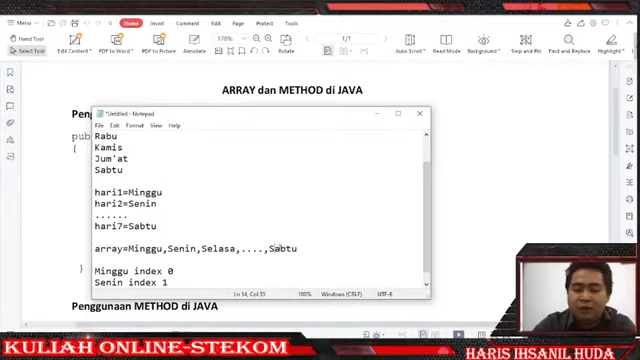 Menu Home Insert Comment Edit Page Protect Tools
Hand Tool
Select Tool
Edit Content
PDF to Word
PDF to Picture
Annotate
170%
1/1
Rotate
Auto Scroll
Read Mode
Background
Snip and Pin
Find and Replace
Highlight
ARRAY dan METHOD di JAVA
Peng
pub
{
*Untitled - Notepad
File Edit Format View Help
Rabu
Kamis
Jum'at
Sabtu
hari1=Minggu
hari2=Senin
......
hari7=Sabtu
array=Minggu,Senin,Selasa,....,Sabtu
Minggu index 0
Senin index 1
Ln 14, Col 33 100% Windows (CRLF) UTF-8
}
Penggunaan METHOD di JAVA
KULIAH ONLINE-STEKOM
HARIS IHSANIL HUDA